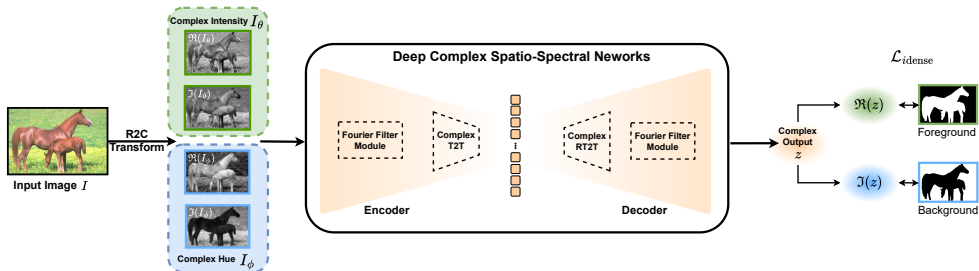 Complex Intensity I_θ
ℜ(I_θ)
ℑ(I_θ)
R2C
Transform
Input Image I
ℜ(I_ϕ)
ℑ(I_ϕ)
Complex Hue I_ϕ
Deep Complex Spatio-Spectral Neworks
Fourier Filter
Module
Complex
T2T
Encoder
Complex
RT2T
Fourier Filter
Module
Decoder
Complex
Output
z
ℒ_idense
ℜ(z)
Foreground
ℑ(z)
Background